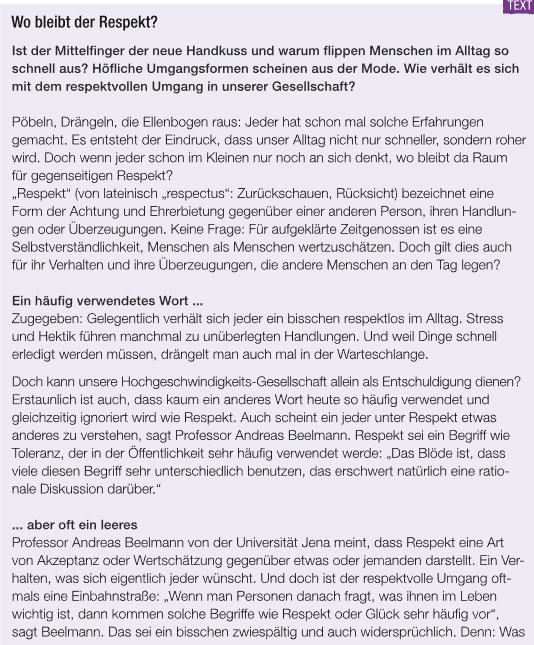 TEXT
Wo bleibt der Respekt?
Ist der Mittelfinger der neue Handkuss und warum flippen Menschen im Alltag so
schnell aus? Höfliche Umgangsformen scheinen aus der Mode. Wie verhält es sich
mit dem respektvollen Umgang in unserer Gesellschaft?
Pöbeln, Drängeln, die Ellenbogen raus: Jeder hat schon mal solche Erfahrungen
gemacht. Es entsteht der Eindruck, dass unser Alltag nicht nur schneller, sondern roher
wird. Doch wenn jeder schon im Kleinen nur noch an sich denkt, wo bleibt da Raum
für gegenseitigen Respekt?
„Respekt“ (von lateinisch „respectus“: Zurückschauen, Rücksicht) bezeichnet eine
Form der Achtung und Ehrerbietung gegenüber einer anderen Person, ihren Handlun-
gen oder Überzeugungen. Keine Frage: Für aufgeklärte Zeitgenossen ist es eine
Selbstverständlichkeit, Menschen als Menschen wertzuschätzen. Doch gilt dies auch
für ihr Verhalten und ihre Überzeugungen, die andere Menschen an den Tag legen?
Ein häufig verwendetes Wort ...
Zugegeben: Gelegentlich verhält sich jeder ein bisschen respektlos im Alltag. Stress
und Hektik führen manchmal zu unüberlegten Handlungen. Und weil Dinge schnell
erledigt werden müssen, drängelt man auch mal in der Warteschlange.
Doch kann unsere Hochgeschwindigkeits-Gesellschaft allein als Entschuldigung dienen?
Erstaunlich ist auch, dass kaum ein anderes Wort heute so häufig verwendet und
gleichzeitig ignoriert wird wie Respekt. Auch scheint ein jeder unter Respekt etwas
anderes zu verstehen, sagt Professor Andreas Beelmann. Respekt sei ein Begriff wie
Toleranz, der in der Öffentlichkeit sehr häufig verwendet werde: „Das Blöde ist, dass
viele diesen Begriff sehr unterschiedlich benutzen, das erschwert natürlich eine ratio-
nale Diskussion darüber.“
... aber oft ein leeres
Professor Andreas Beelmann von der Universität Jena meint, dass Respekt eine Art
von Akzeptanz oder Wertschätzung gegenüber etwas oder jemanden darstellt. Ein Ver-
halten, was sich eigentlich jeder wünscht. Und doch ist der respektvolle Umgang oft-
mals eine Einbahnstraße: „Wenn man Personen danach fragt, was ihnen im Leben
wichtig ist, dann kommen solche Begriffe wie Respekt oder Glück sehr häufig vor“,
sagt Beelmann. Das sei ein bisschen zwiespältig und auch widersprüchlich. Denn: Was